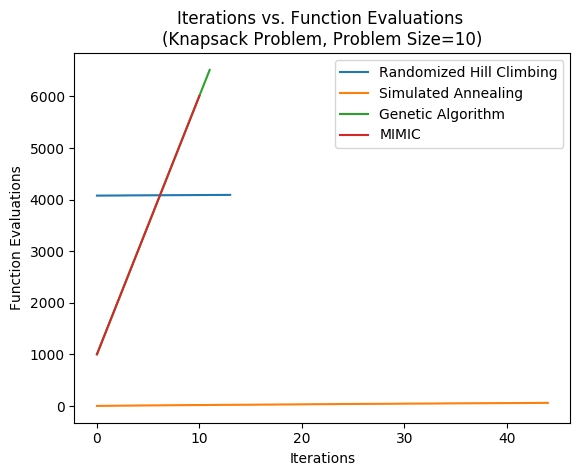 Iterations vs. Function Evaluations
(Knapsack Problem, Problem Size=10)
Randomized Hill Climbing
Simulated Annealing
Genetic Algorithm
MIMIC
Function Evaluations
6000
5000
4000
3000
2000
1000
0
0 10 20 30 40
Iterations